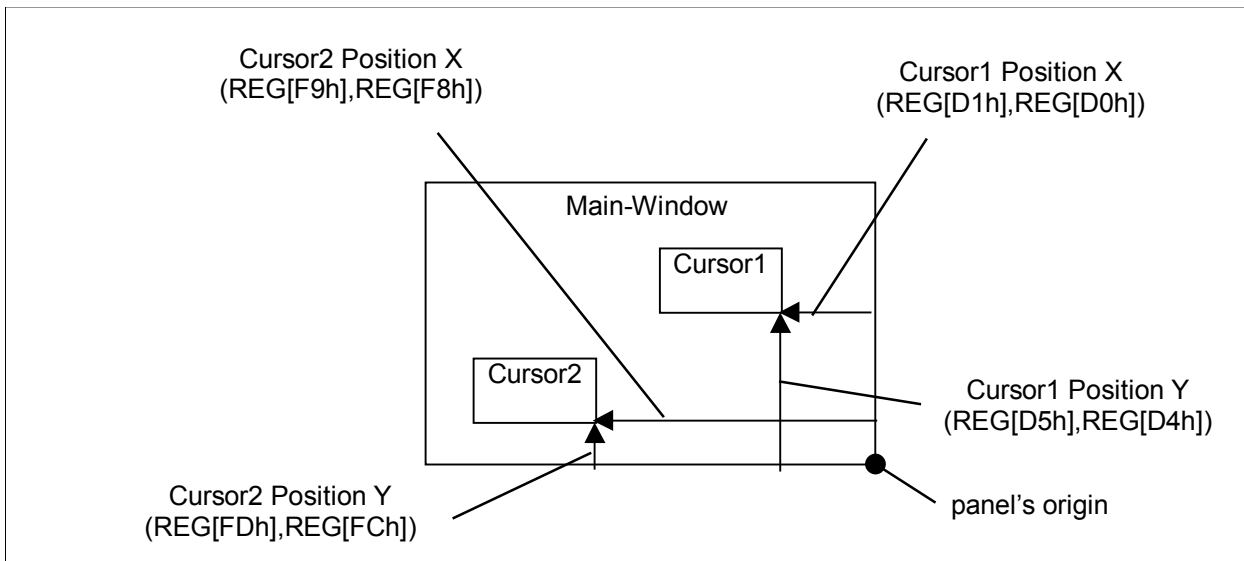 Cursor2 Position X
(REG[F9h],REG[F8h])
Cursor1 Position X
(REG[D1h],REG[D0h])
Main-Window
Cursor1
Cursor2
Cursor1 Position Y
(REG[D5h],REG[D4h])
Cursor2 Position Y
(REG[FDh],REG[FCh])
panel's origin